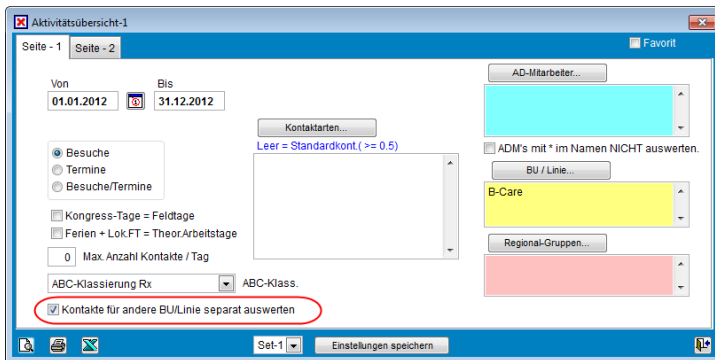 Aktivitätsübersicht-1
Seite - 1
Seite - 2
Favorit
Von
Bis
01.01.2012
31.12.2012
Besuche
Termine
Besuche/Termine
Kongress-Tage = Feldtage
Ferien + Lok.FT = Theor.Arbeitstage
0 Max. Anzahl Kontakte / Tag
ABC-Klassierung Rx
ABC-Klass.
Kontakte für andere BU/Linie separat auswerten
Kontaktarten...
Leer = Standardkont.( >= 0.5)
AD-Mitarbeiter...
ADM's mit * im Namen NICHT auswerten.
BU / Linie...
B-Care
Regional-Gruppen...
Set-1
Einstellungen speichern